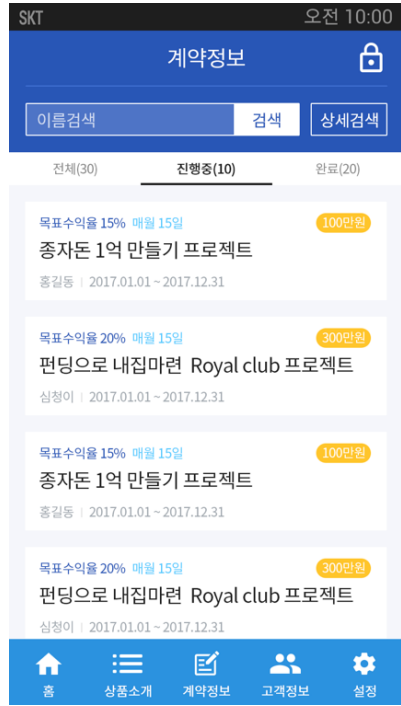 SKT 오전 10:00
계약정보
이름검색 검색 상세검색
전체(30) 진행중(10) 완료(20)
목표수익율 15% 매월 15일 100만원
종자돈 1억 만들기 프로젝트
홍길동 | 2017.01.01 ~ 2017.12.31
목표수익율 20% 매월 15일 300만원
펀딩으로 내집마련 Royal club 프로젝트
심청이 | 2017.01.01 ~ 2017.12.31
목표수익율 15% 매월 15일 100만원
종자돈 1억 만들기 프로젝트
홍길동 | 2017.01.01 ~ 2017.12.31
목표수익율 20% 매월 15일 300만원
펀딩으로 내집마련 Royal club 프로젝트
심청이 | 2017.01.01 ~ 2017.12.31
홈 상품소개 계약정보 고객정보 설정